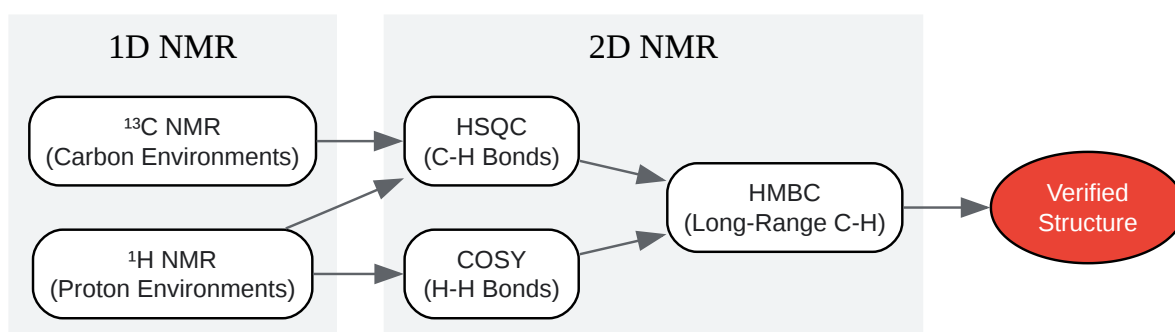 1D NMR
2D NMR
¹³C NMR
(Carbon Environments)
HSQC
(C-H Bonds)
HMBC
(Long-Range C-H)
Verified
Structure
¹H NMR
(Proton Environments)
COSY
(H-H Bonds)